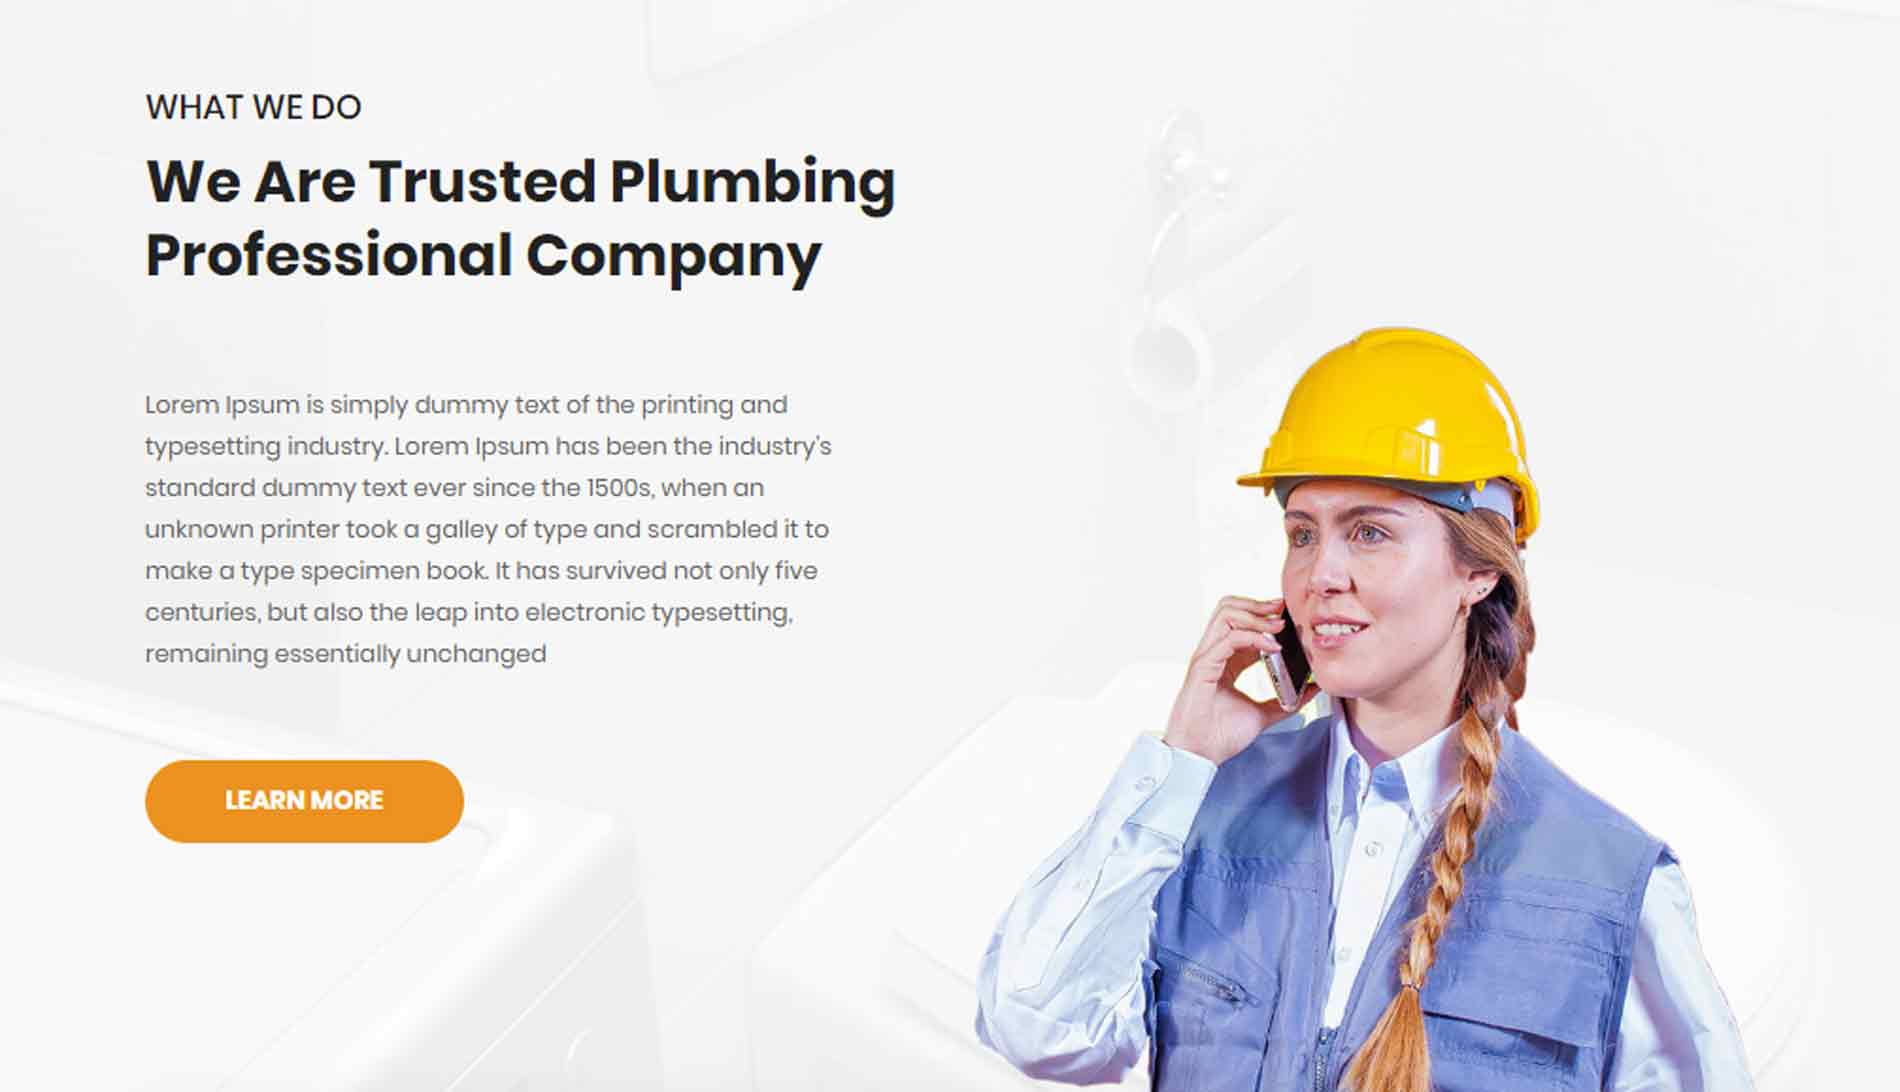 WHAT WE DO
We Are Trusted Plumbing
Professional Company
Lorem Ipsum is simply dummy text of the printing and
typesetting industry. Lorem Ipsum has been the industry's
standard dummy text ever since the 1500s, when an
unknown printer took a galley of type and scrambled it to
make a type specimen book. It has survived not only five
centuries, but also the leap into electronic typesetting,
remaining essentially unchanged
LEARN MORE